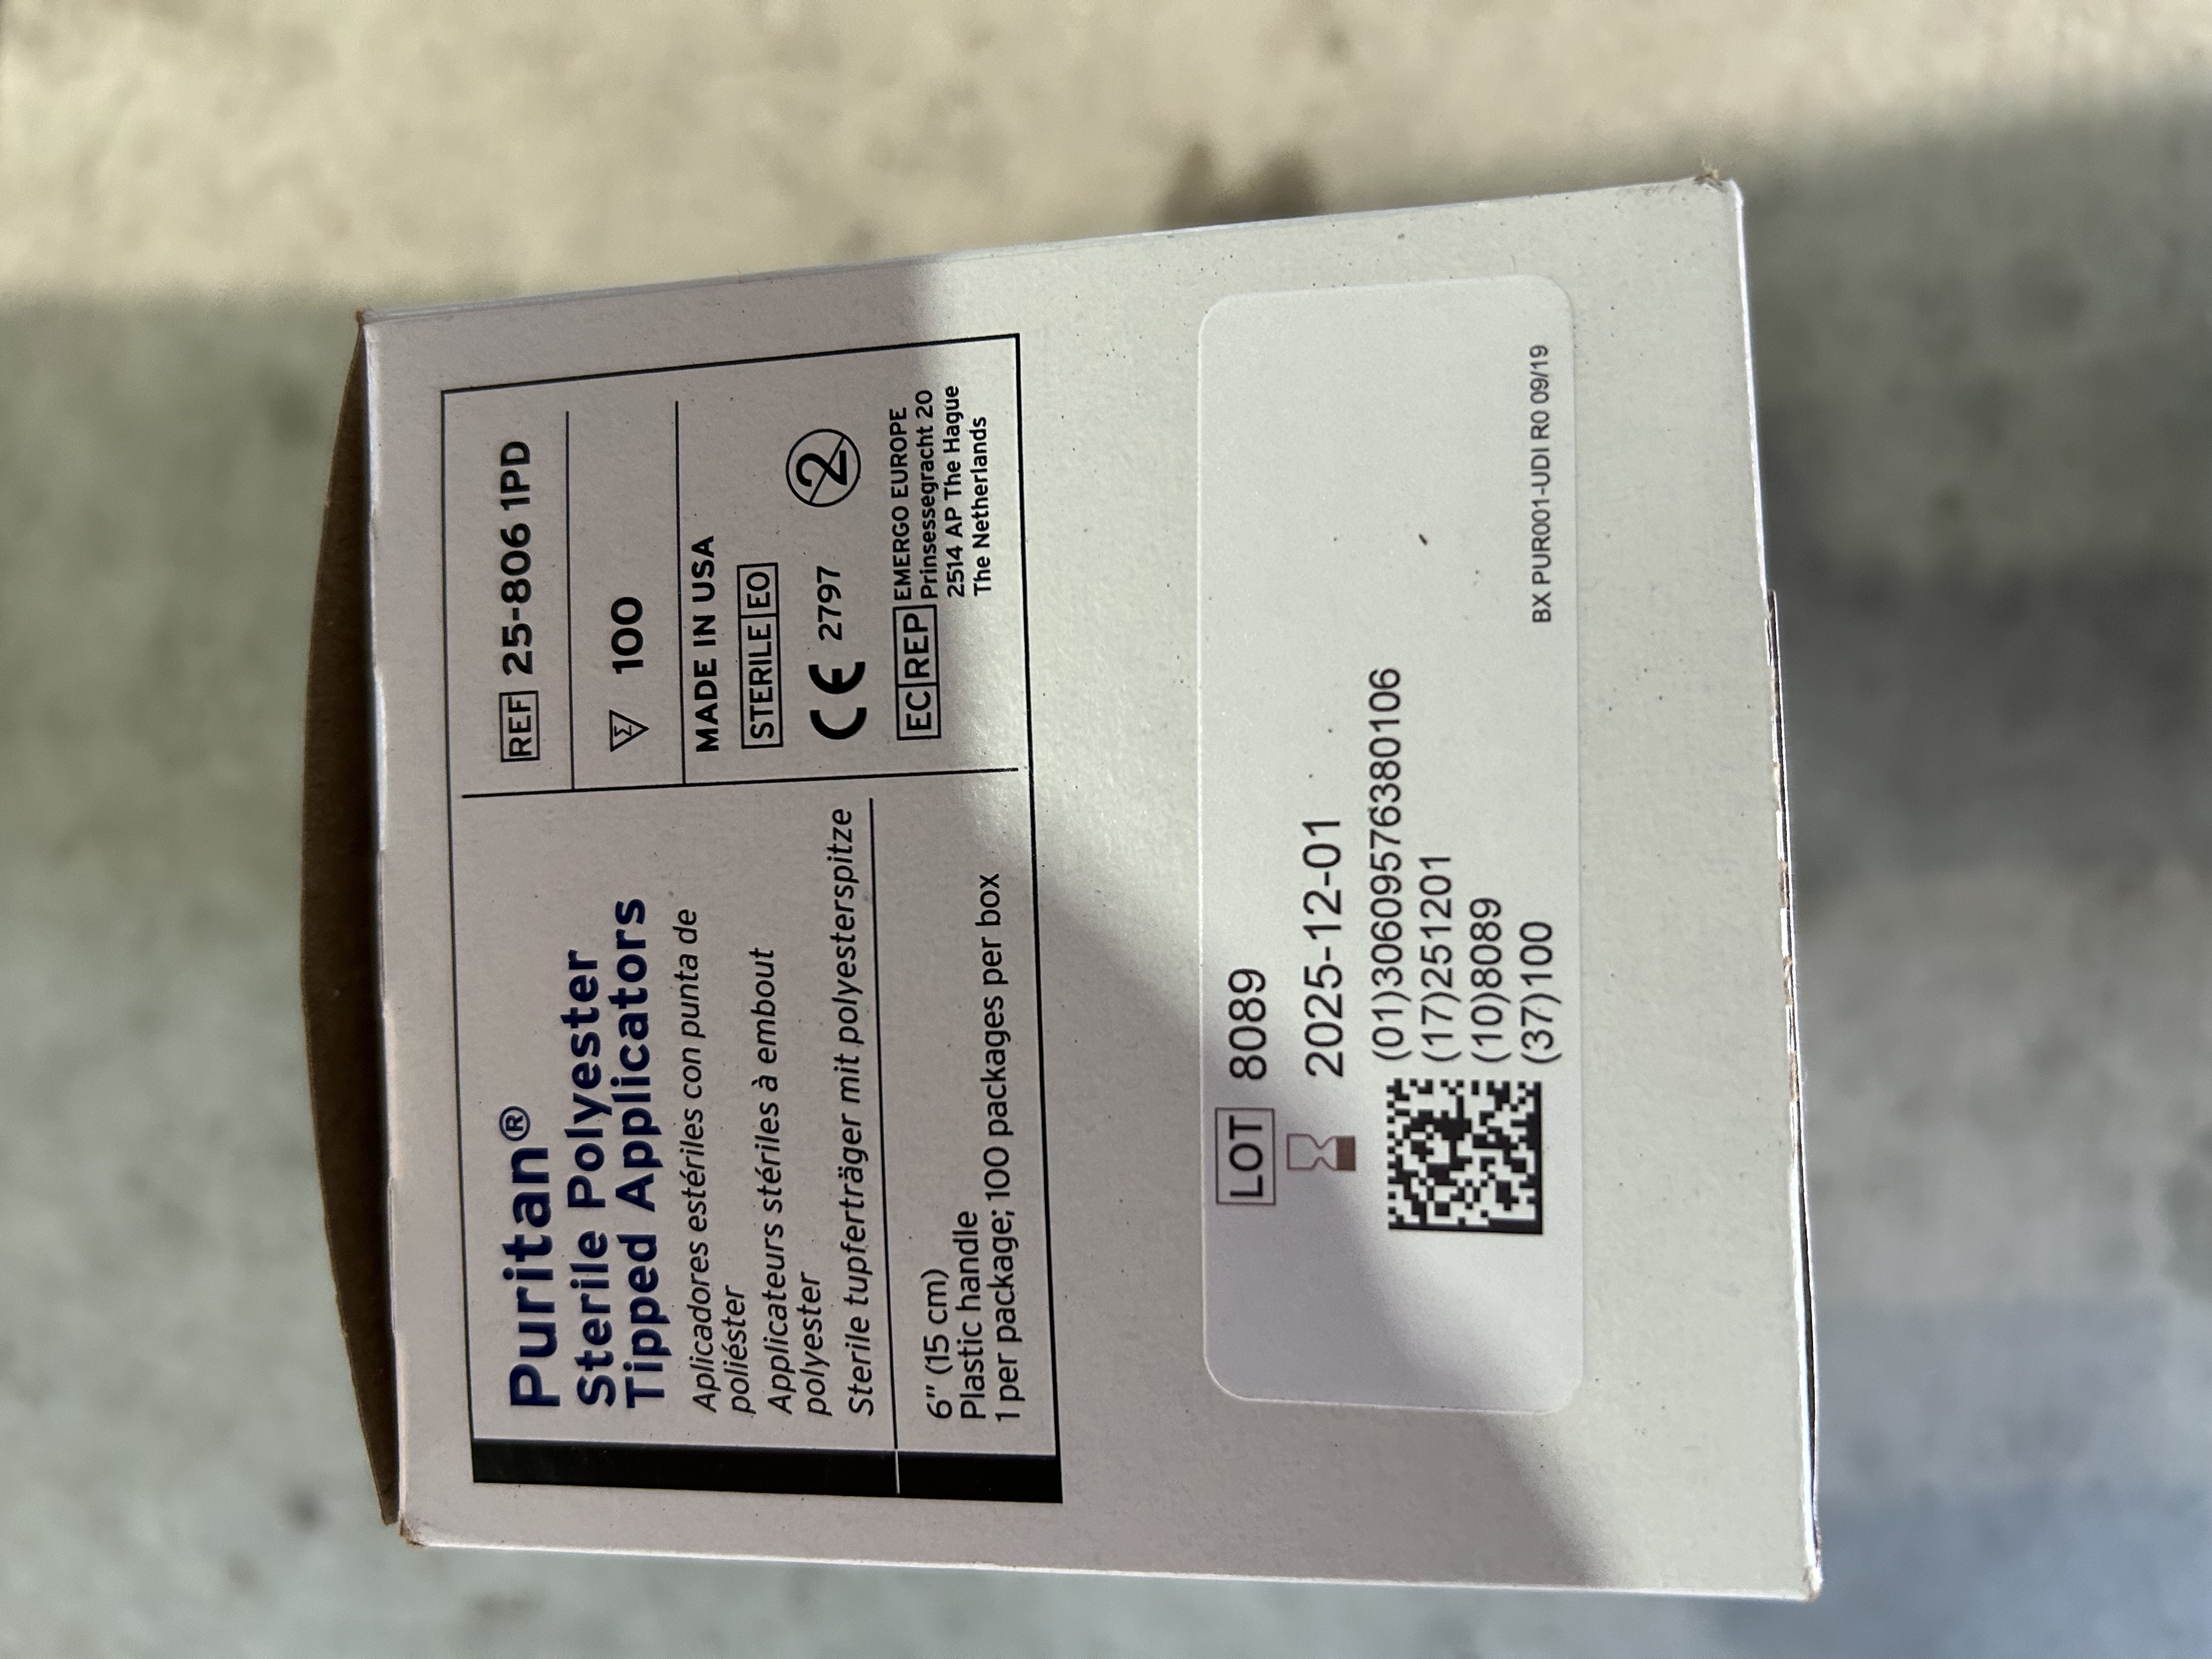 Puritan®
Sterile Polyester
Tipped Applicators
Aplicadores estériles con punta de
poliéster
Applicateurs stériles à embout
polyester
Sterile tupferträger mit polyesterspitze
6" (15 cm)
Plastic handle
1 per package; 100 packages per box
REF 25-806 1PD
Σ 100
MADE IN USA
STERILE EO
CE 2797 2
EC REP EMERGO EUROPE
Prinsessegracht 20
2514 AP The Hague
The Netherlands
LOT 8089
2025-12-01
(01)30609576380106
(17)251201
(10)8089
(37)100
BX PUR001-UDI R0 09/19